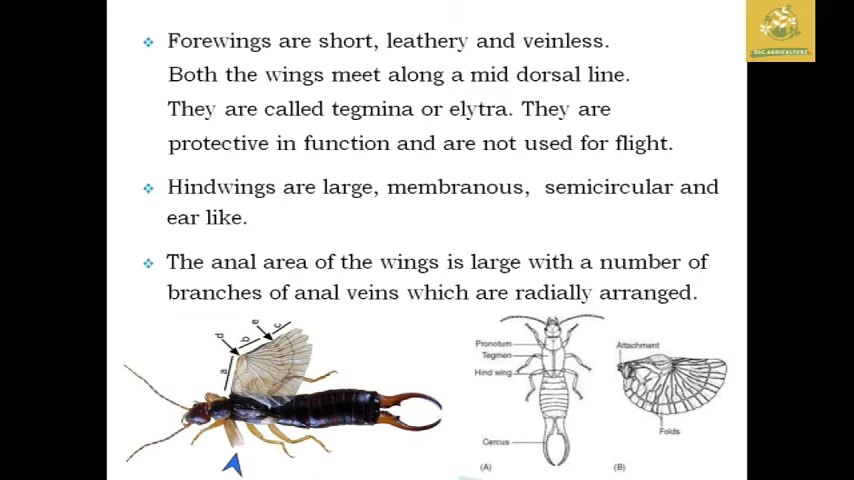 Forewings are short, leathery and veinless.
Both the wings meet along a mid dorsal line.
They are called tegmina or elytra. They are
protective in function and are not used for flight.
Hindwings are large, membranous, semicircular and
ear like.
The anal area of the wings is large with a number of
branches of anal veins which are radially arranged.
d
b
e
c
a
Pronotum
Tegmen
Hind wing
Cercus
(A)
Attachment
Folds
(B)